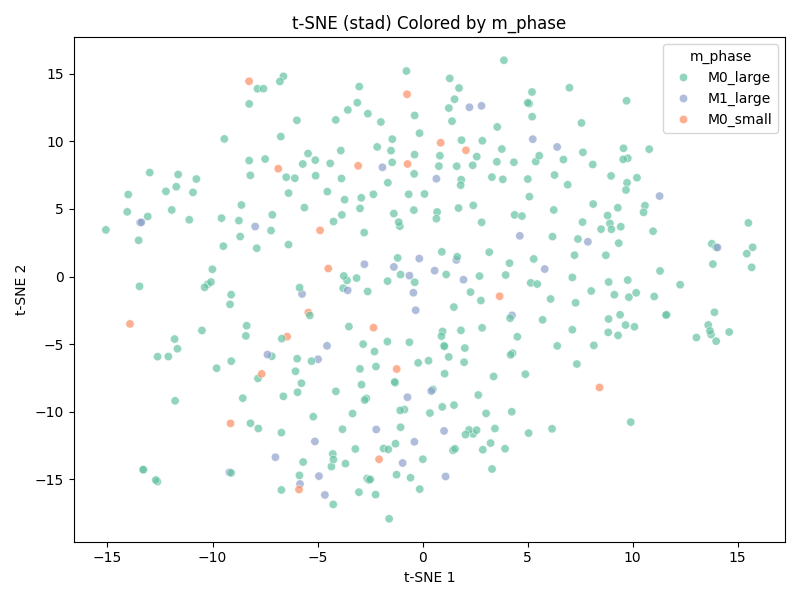 t-SNE (stad) Colored by m_phase
m_phase
M0_large
M1_large
M0_small
15
10
5
0
−5
−10
−15
t-SNE 2
−15
−10
−5
0
5
10
15
t-SNE 1